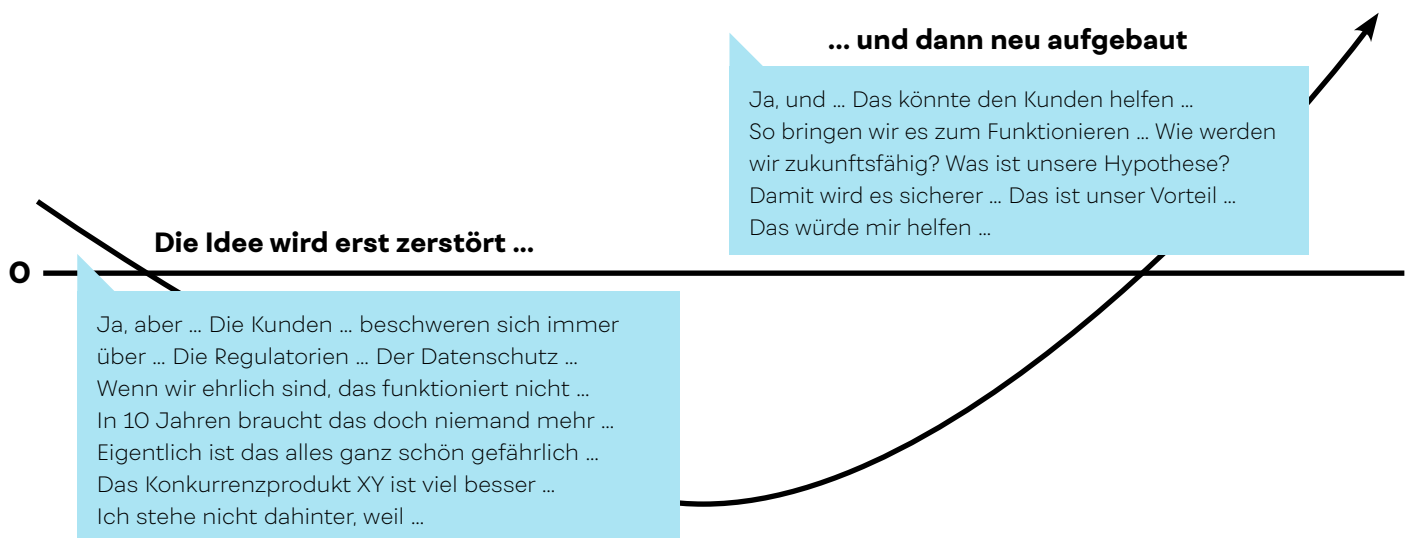 ... und dann neu aufgebaut
Ja, und ... Das könnte den Kunden helfen ...
So bringen wir es zum Funktionieren ... Wie werden
wir zukunftsfähig? Was ist unsere Hypothese?
Damit wird es sicherer ... Das ist unser Vorteil ...
Das würde mir helfen ...
Die Idee wird erst zerstört ...
0
Ja, aber ... Die Kunden ... beschweren sich immer
über ... Die Regulatorien ... Der Datenschutz ...
Wenn wir ehrlich sind, das funktioniert nicht ...
In 10 Jahren braucht das doch niemand mehr ...
Eigentlich ist das alles ganz schön gefährlich ...
Das Konkurrenzprodukt XY ist viel besser ...
Ich stehe nicht dahinter, weil ...